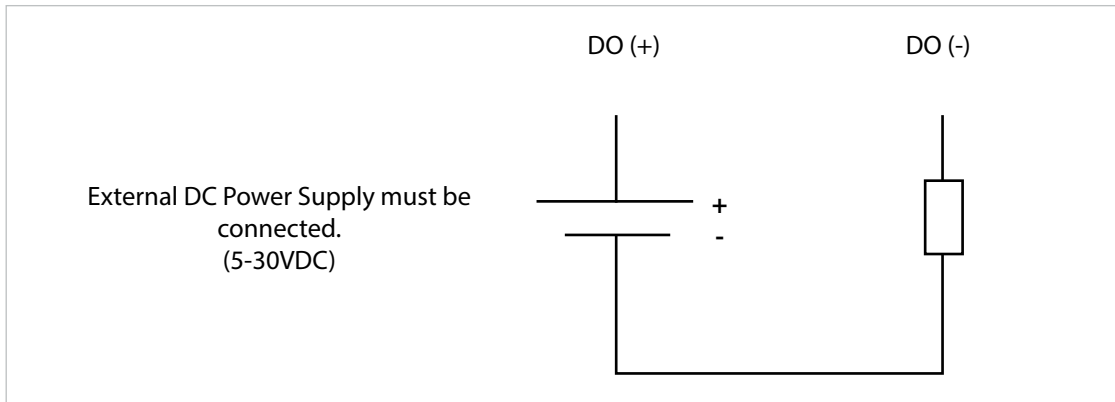 DO (+)
DO (-)
External DC Power Supply must be
connected.
(5-30VDC)
+
-